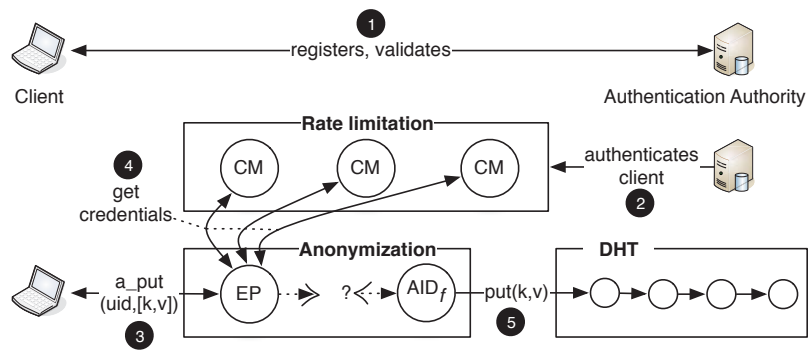 1
registers, validates
Client
Authentication Authority
Rate limitation
CM
CM
CM
authenticates
client
2
4
get
credentials
Anonymization
DHT
a_put
(uid,[k,v])
3
EP
?
AIDf
put(k,v)
5